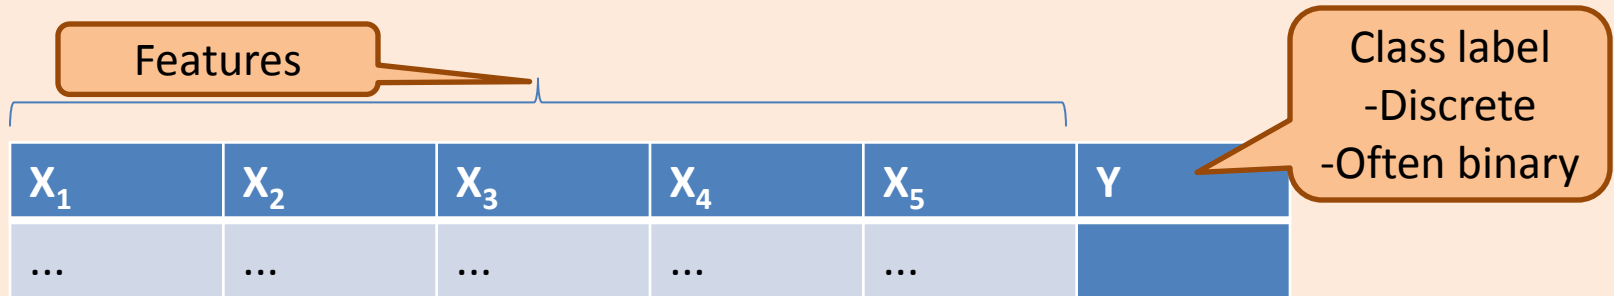 Features
Class label
-Discrete
-Often binary
X₁ X₂ X₃ X₄ X₅ Y
... ... ... ... ...